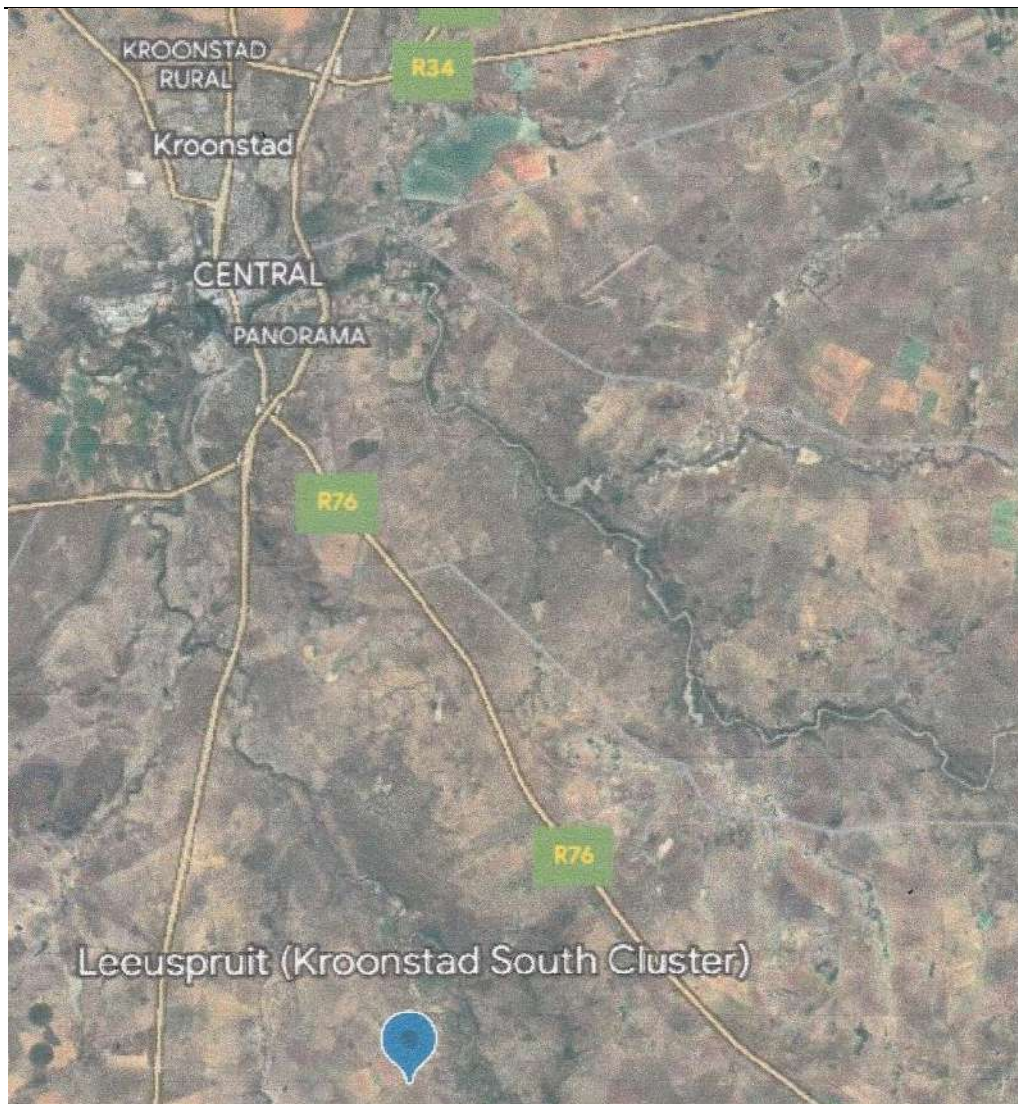 KROONSTAD
RURAL
R34
Kroonstad
CENTRAL
PANORAMA
R76
R76
Leeuspruit (Kroonstad South Cluster)